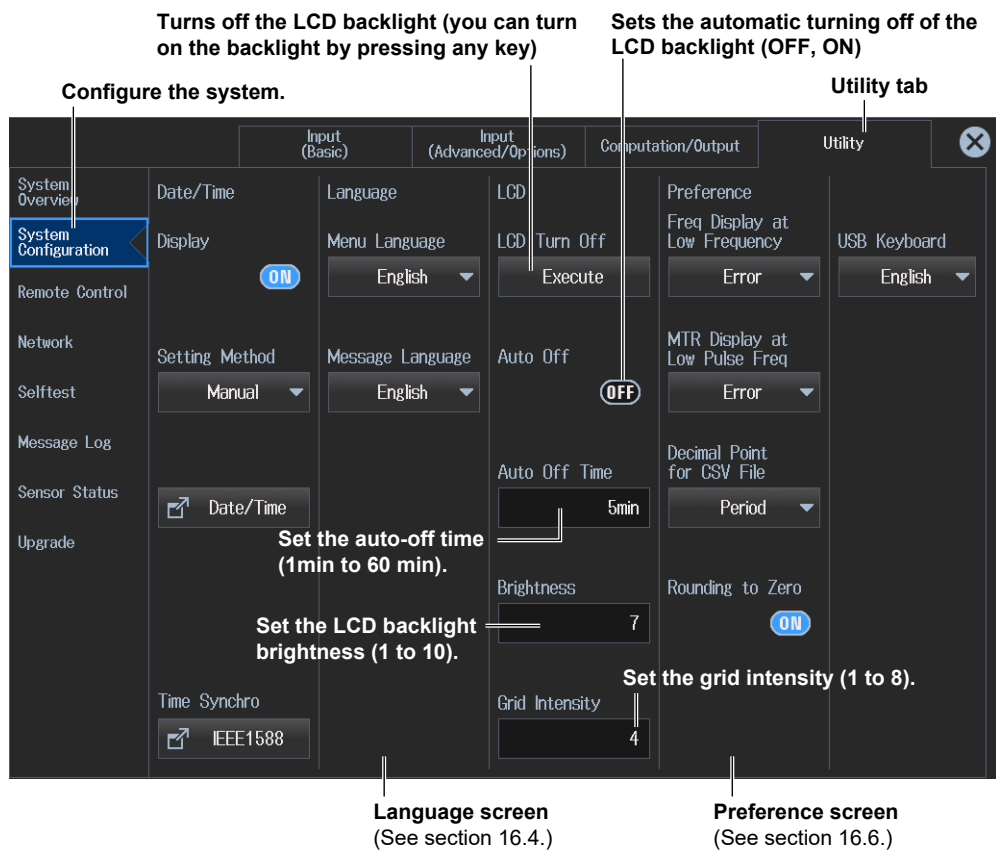 Turns off the LCD backlight (you can turn
on the backlight by pressing any key)
Sets the automatic turning off of the
LCD backlight (OFF, ON)
Configure the system.
Utility tab
Input
(Basic)
Input
(Advanced/Options)
Computation/Output
Utility
System
Overview
System
Configuration
Remote Control
Network
Selftest
Message Log
Sensor Status
Upgrade
Date/Time
Display
ON
Setting Method
Manual
Date/Time
Time Synchro
IEEE1588
Language
Menu Language
English
Message Language
English
LCD
LCD Turn Off
Execute
Auto Off
OFF
Auto Off Time
5min
Set the auto-off time
(1min to 60 min).
Brightness
7
Set the LCD backlight
brightness (1 to 10).
Set the grid intensity (1 to 8).
Grid Intensity
4
Preference
Freq Display at
Low Frequency
Error
MTR Display at
Low Pulse Freq
Error
Decimal Point
for CSV File
Period
Rounding to Zero
ON
USB Keyboard
English
Language screen
(See section 16.4.)
Preference screen
(See section 16.6.)